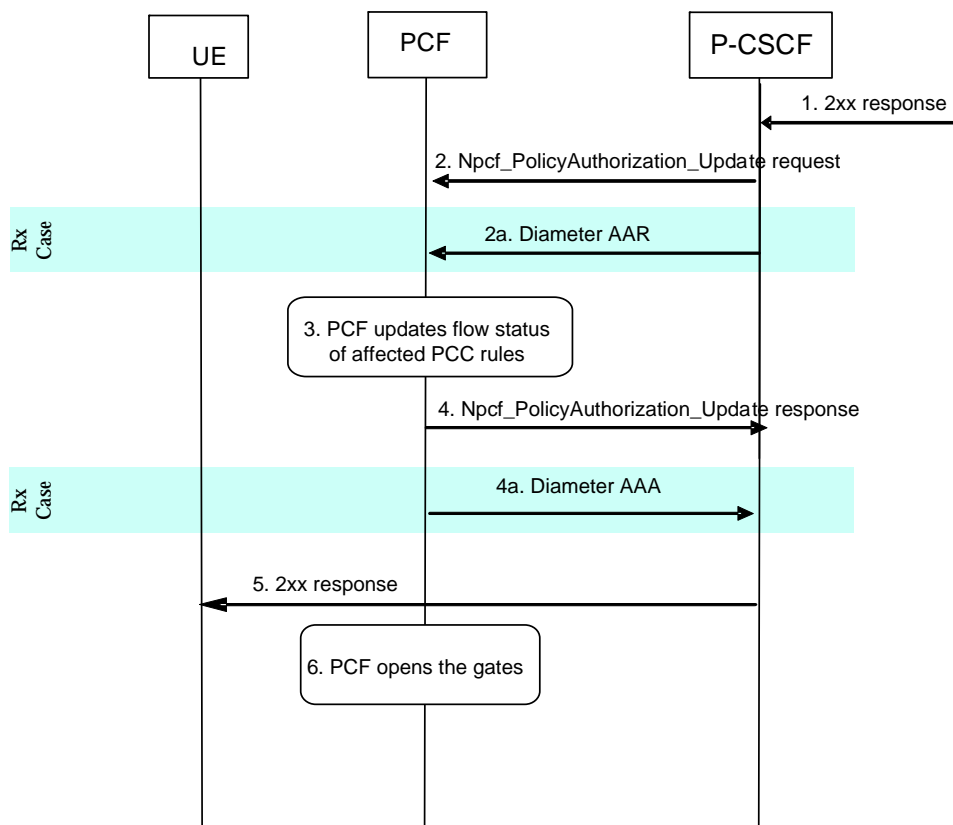 UE
PCF
P-CSCF
1. 2xx response
2. Npcf_PolicyAuthorization_Update request
Rx
Case
2a. Diameter AAR
3. PCF updates flow status
of affected PCC rules
4. Npcf_PolicyAuthorization_Update response
Rx
Case
4a. Diameter AAA
5. 2xx response
6. PCF opens the gates